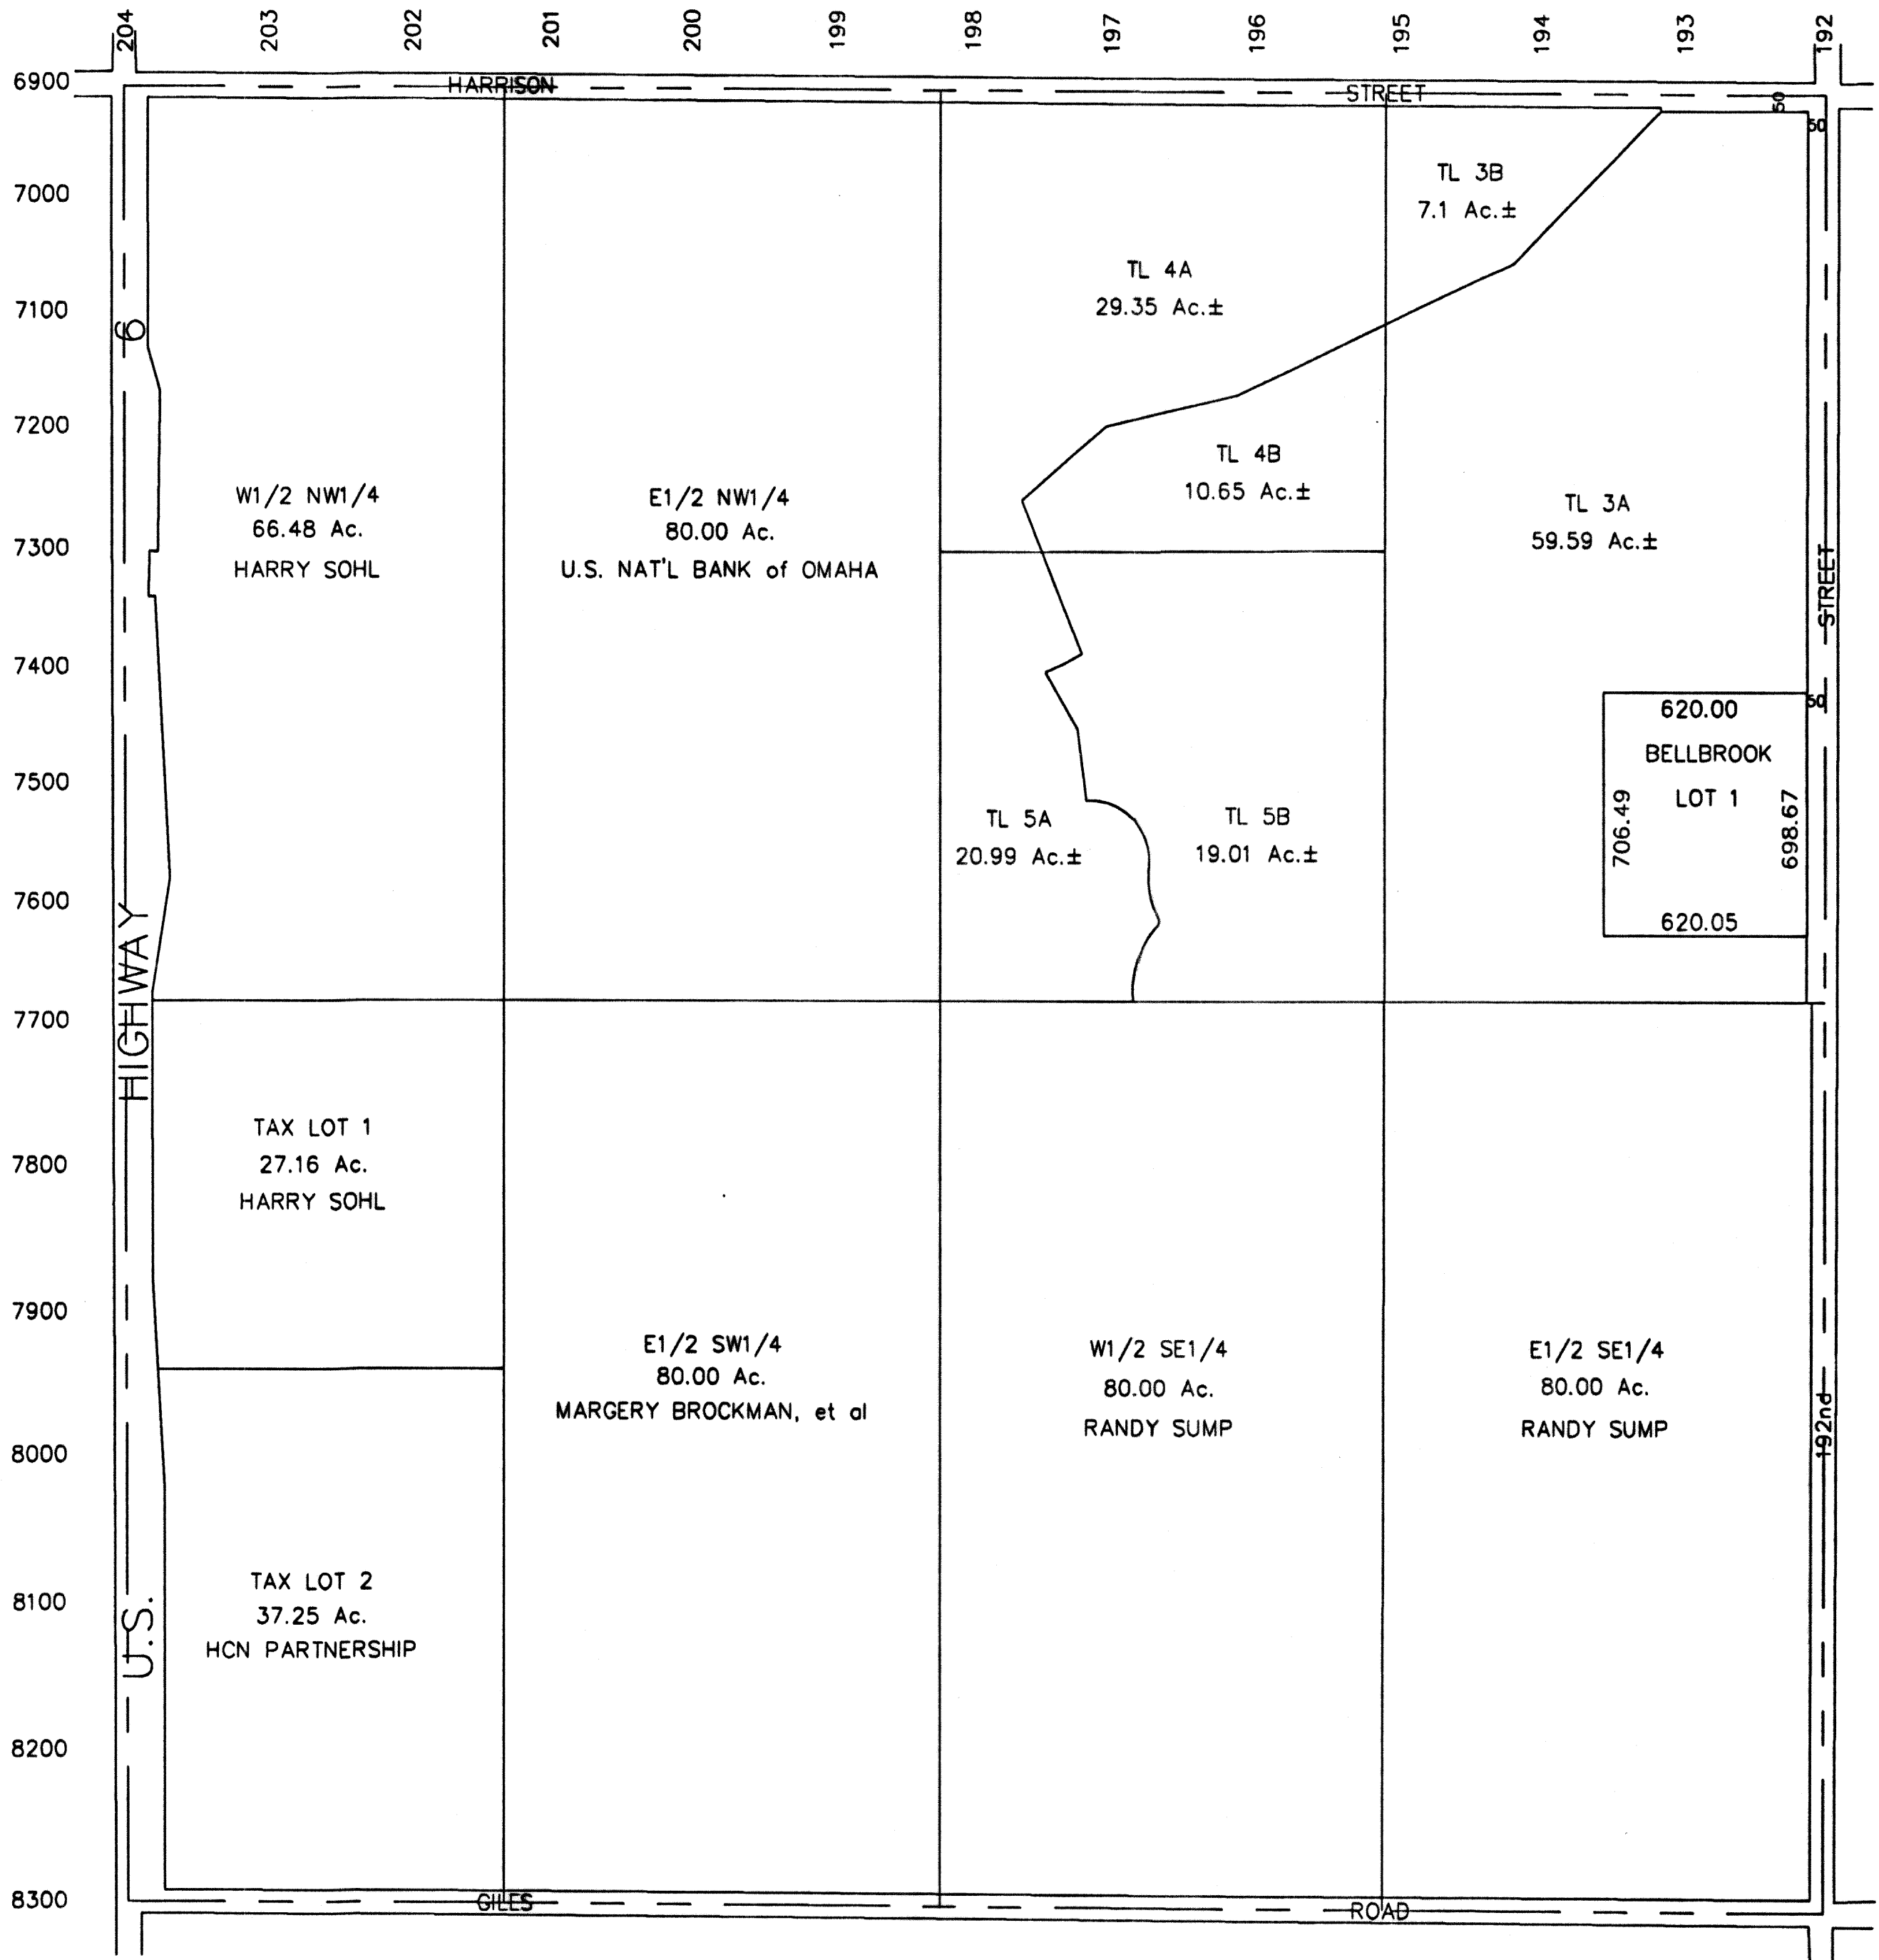 204
203
202
201
200
199
198
197
196
195
194
193
192
6900
7000
7100
7200
7300
7400
7500
7600
7700
7800
7900
8000
8100
8200
8300
HARRISON STREET
50
50
TL 3B
7.1 Ac.±
TL 4A
29.35 Ac.±
TL 4B
10.65 Ac.±
W1/2 NW1/4
66.48 Ac.
HARRY SOHL
E1/2 NW1/4
80.00 Ac.
U.S. NAT'L BANK of OMAHA
TL 3A
59.59 Ac.±
50
620.00
BELLBROOK
LOT 1
706.49
698.67
620.05
TL 5A
20.99 Ac.±
TL 5B
19.01 Ac.±
TAX LOT 1
27.16 Ac.
HARRY SOHL
E1/2 SW1/4
80.00 Ac.
MARGERY BROCKMAN, et al
W1/2 SE1/4
80.00 Ac.
RANDY SUMP
E1/2 SE1/4
80.00 Ac.
RANDY SUMP
TAX LOT 2
37.25 Ac.
HCN PARTNERSHIP
U.S. HIGHWAY 6
192nd STREET
GILES ROAD